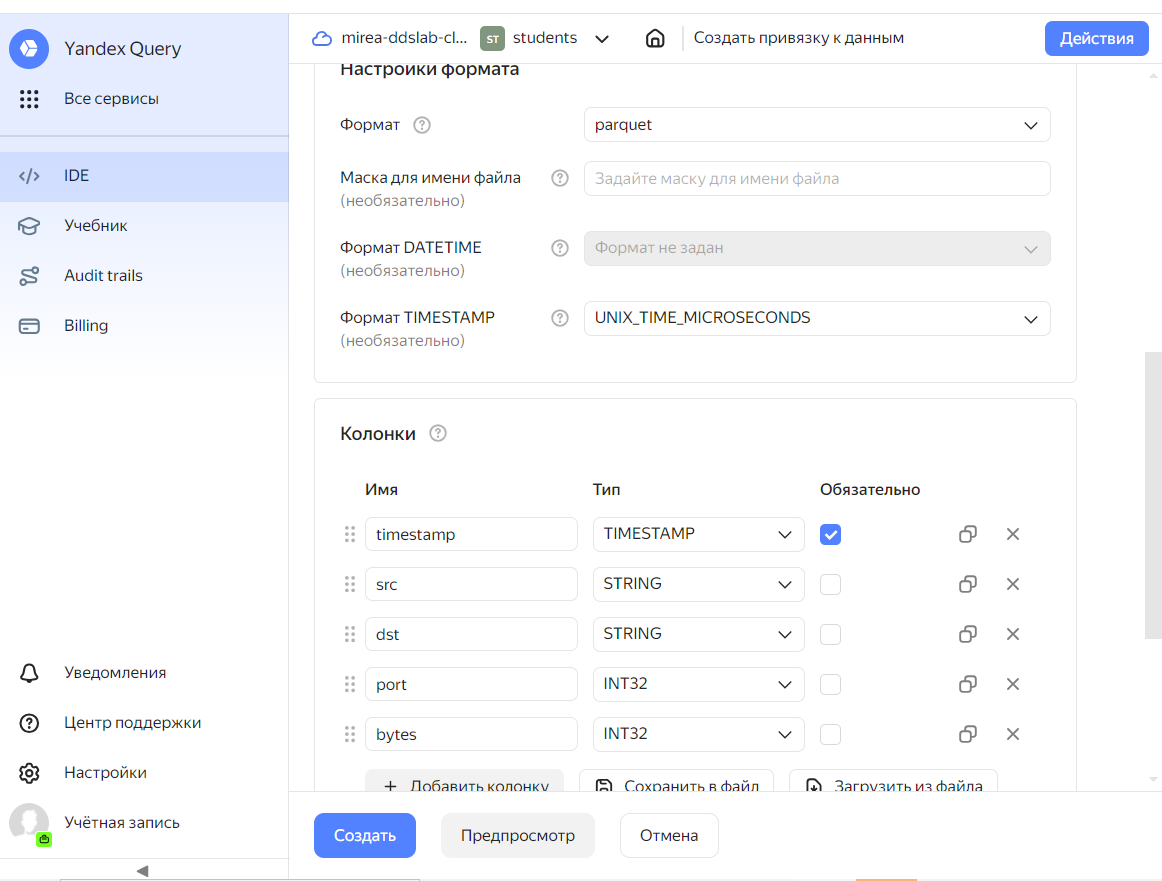 Yandex Query
Все сервисы
IDE
Учебник
Audit trails
Billing
Уведомления
Центр поддержки
Настройки
Учётная запись
mirea-ddslab-cl... ST students Создать привязку к данным Действия
Настройки формата
Формат parquet
Маска для имени файла Задайте маску для имени файла
(необязательно)
Формат DATETIME Формат не задан
(необязательно)
Формат TIMESTAMP UNIX_TIME_MICROSECONDS
(необязательно)
Колонки
Имя Тип Обязательно
timestamp TIMESTAMP
src STRING
dst STRING
port INT32
bytes INT32
Добавить колонку Сохранить в файл Загрузить из файла
Создать Предпросмотр Отмена